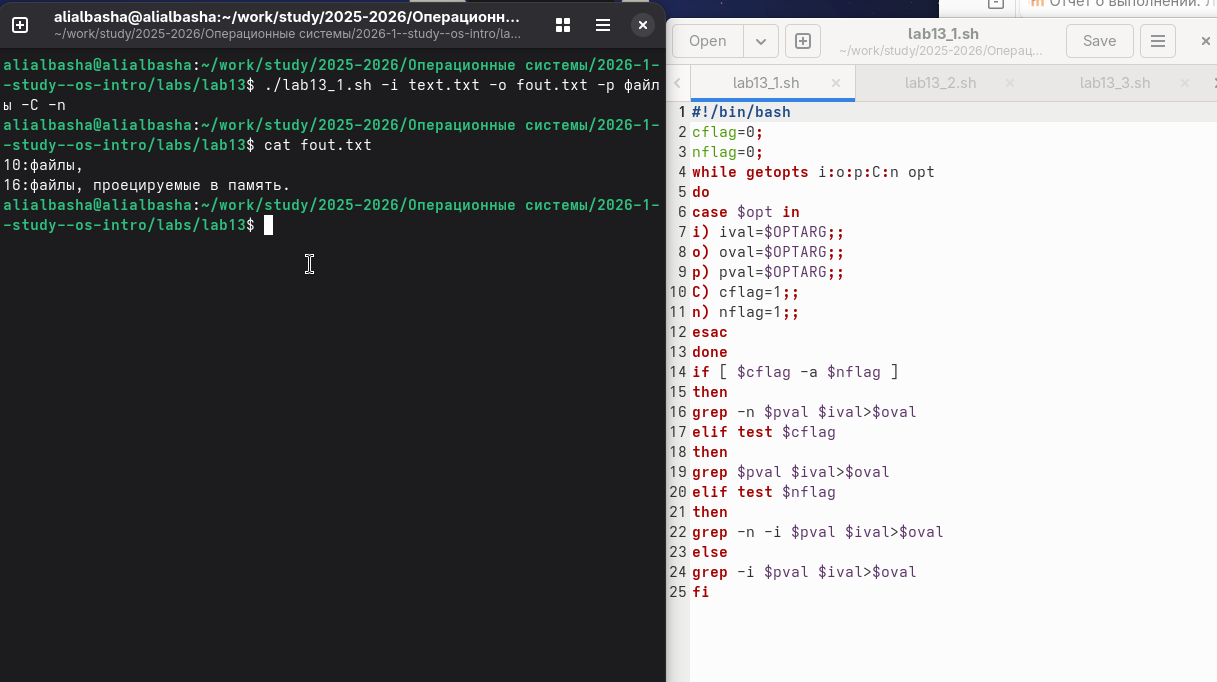 alialbasha@alialbasha:~/work/study/2025-2026/Операционн...
~/work/study/2025-2026/Операционные системы/2026-1--study--os-intro/la...
alialbasha@alialbasha:~/work/study/2025-2026/Операционные системы/2026-1-
-study--os-intro/labs/lab13$ ./lab13_1.sh -i text.txt -o fout.txt -p файл
ы -C -n
alialbasha@alialbasha:~/work/study/2025-2026/Операционные системы/2026-1-
-study--os-intro/labs/lab13$ cat fout.txt
10:файлы,
16:файлы, проецируемые в память.
alialbasha@alialbasha:~/work/study/2025-2026/Операционные системы/2026-1-
-study--os-intro/labs/lab13$
Отчет о выполнении. Л
Open
lab13_1.sh
~/work/study/2025-2026/Операц...
Save
lab13_1.sh
lab13_2.sh
lab13_3.sh
1 #!/bin/bash
2 cflag=0;
3 nflag=0;
4 while getopts i:o:p:C:n opt
5 do
6 case $opt in
7 i) ival=$OPTARG;;
8 o) oval=$OPTARG;;
9 p) pval=$OPTARG;;
10 C) cflag=1;;
11 n) nflag=1;;
12 esac
13 done
14 if [ $cflag -a $nflag ]
15 then
16 grep -n $pval $ival>$oval
17 elif test $cflag
18 then
19 grep $pval $ival>$oval
20 elif test $nflag
21 then
22 grep -n -i $pval $ival>$oval
23 else
24 grep -i $pval $ival>$oval
25 fi